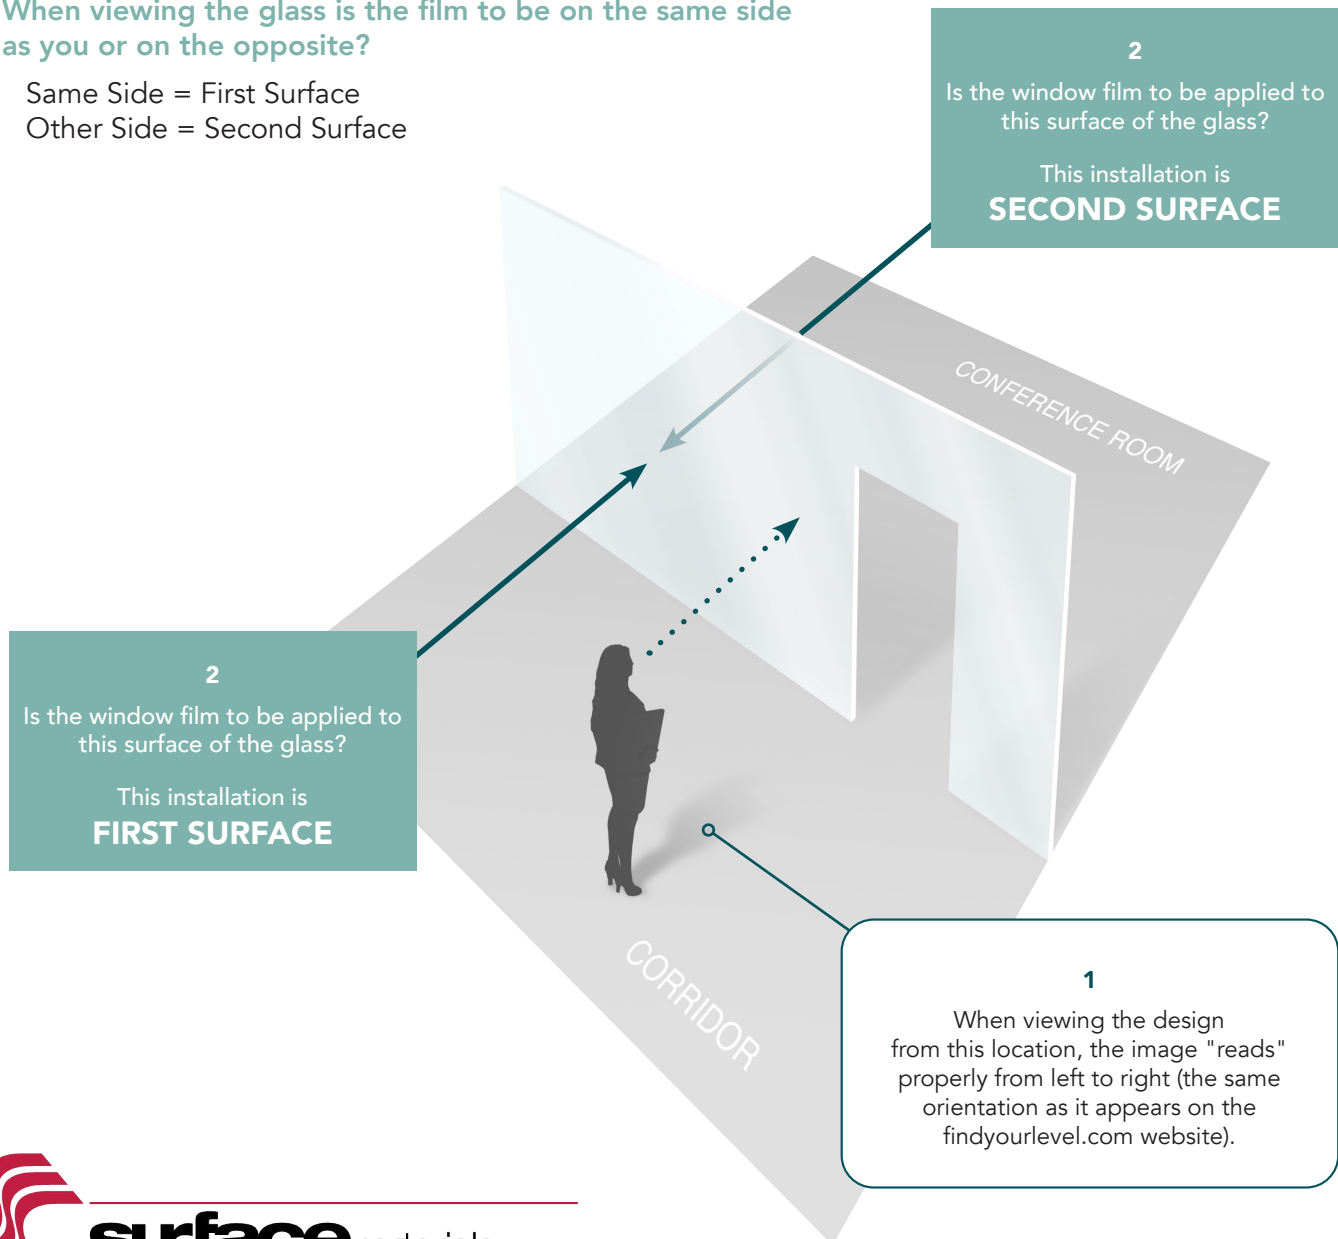 When viewing the glass is the film to be on the same side
as you or on the opposite?
Same Side = First Surface
Other Side = Second Surface
2
Is the window film to be applied to
this surface of the glass?
This installation is
SECOND SURFACE
CONFERENCE ROOM
2
Is the window film to be applied to
this surface of the glass?
This installation is
FIRST SURFACE
CORRIDOR
1
When viewing the design
from this location, the image "reads"
properly from left to right (the same
orientation as it appears on the
findyourlevel.com website).
surface materials